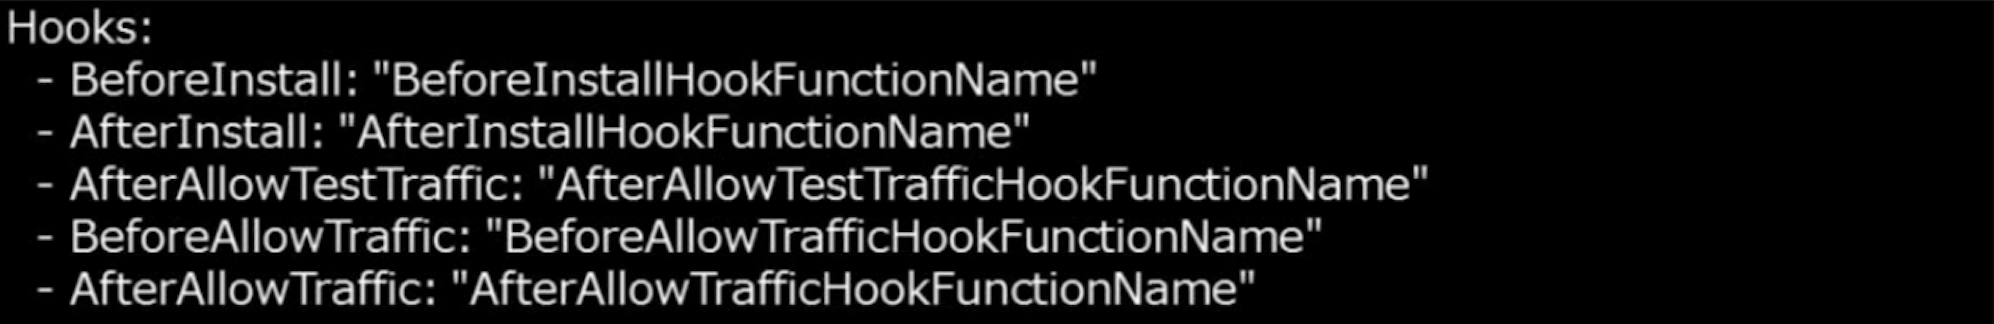 Hooks:
- BeforeInstall: "BeforeInstallHookFunctionName"
- AfterInstall: "AfterInstallHookFunctionName"
- AfterAllowTestTraffic: "AfterAllowTestTrafficHookFunctionName"
- BeforeAllowTraffic: "BeforeAllowTrafficHookFunctionName"
- AfterAllowTraffic: "AfterAllowTrafficHookFunctionName"